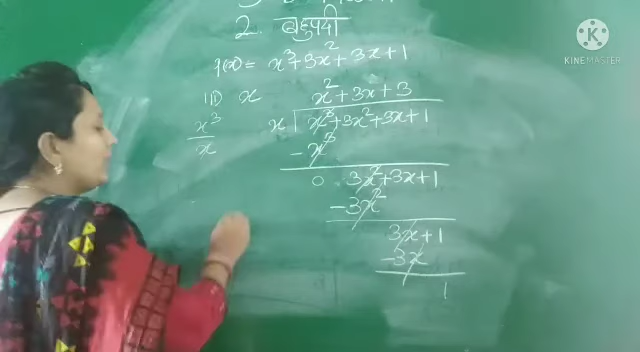 2. बहुपदी
p(x) = x³+3x²+3x+1
(iii) x
x²+3x+3
x³/x
x ) x³+3x²+3x+1
-x³
0 3x²+3x+1
-3x²
3x+1
-3x
1
KINEMASTER